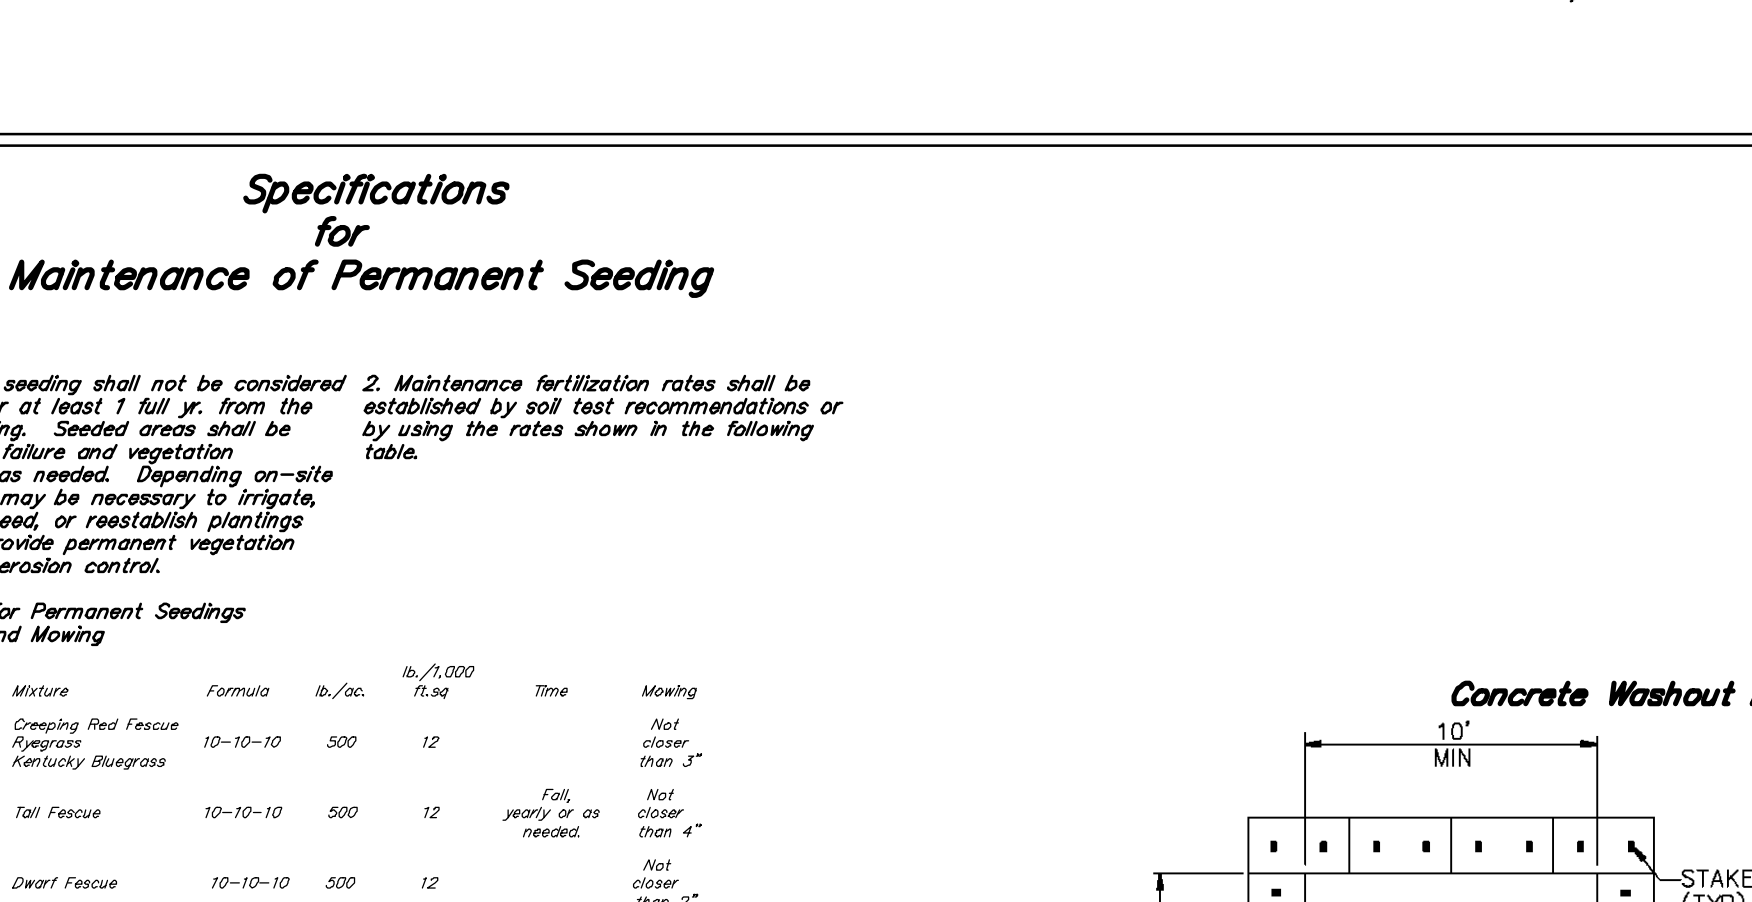 Specifications
for
Maintenance of Permanent Seeding
seeding shall not be considered
r at least 1 full yr. from the
ng. Seeded areas shall be
failure and vegetation
as needed. Depending on-site
may be necessary to irrigate,
eed, or reestablish plantings
rovide permanent vegetation
erosion control.
2. Maintenance fertilization rates shall be
established by soil test recommendations or
by using the rates shown in the following
table.
or Permanent Seedings
nd Mowing
Mixture Formula lb./ac. lb./1,000 ft.sq Time Mowing
Creeping Red Fescue Not
Ryegrass 10-10-10 500 12 closer
Kentucky Bluegrass than 3"
Fall, Not
Tall Fescue 10-10-10 500 12 yearly or as closer
needed. than 4"
Not
Dwarf Fescue 10-10-10 500 12 closer
than
Concrete Washout
10'
MIN
STAKE
(TYP)